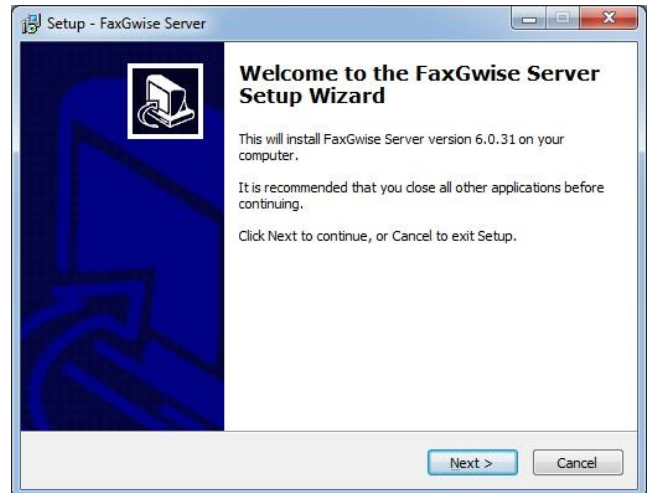 Setup - FaxGwise Server
Welcome to the FaxGwise Server
Setup Wizard
This will install FaxGwise Server version 6.0.31 on your
computer.
It is recommended that you close all other applications before
continuing.
Click Next to continue, or Cancel to exit Setup.
Next >
Cancel